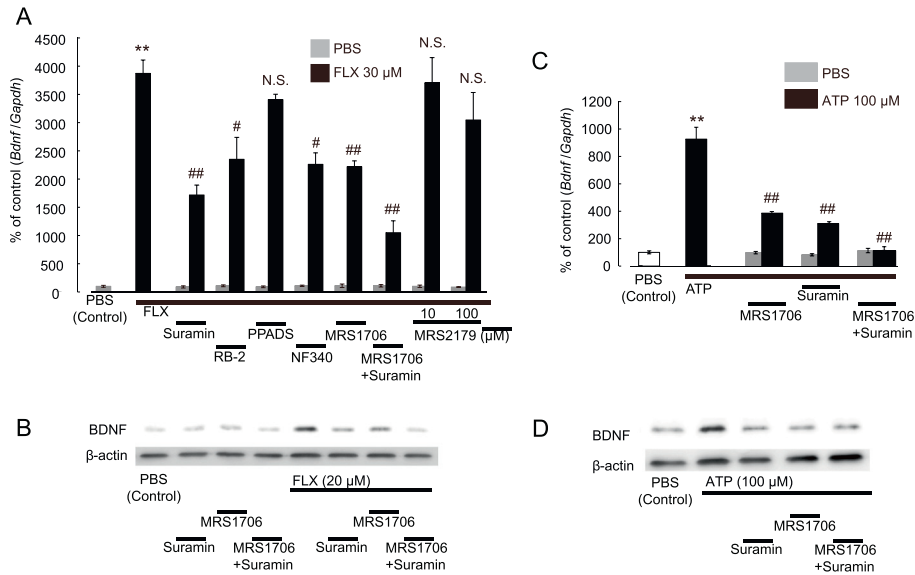 A
% of control (Bdnf /Gapdh)
4500
4000
3500
3000
2500
2000
1500
1000
500
0
PBS
FLX 30 μM
**
##
#
N.S.
#
##
##
N.S.
N.S.
PBS
(Control)
FLX
Suramin
RB-2
PPADS
NF340
MRS1706
MRS1706
+Suramin
10 100
MRS2179 (μM)
C
% of control (Bdnf /Gapdh)
1200
1000
800
600
400
200
0
PBS
ATP 100 μM
**
##
##
##
PBS
(Control)
ATP
MRS1706
Suramin
MRS1706
+Suramin
B
BDNF
β-actin
PBS
(Control)
FLX (20 μM)
MRS1706 MRS1706
Suramin MRS1706 Suramin MRS1706
+Suramin +Suramin
D
BDNF
β-actin
PBS
(Control)
ATP (100 μM)
MRS1706
Suramin MRS1706
+Suramin